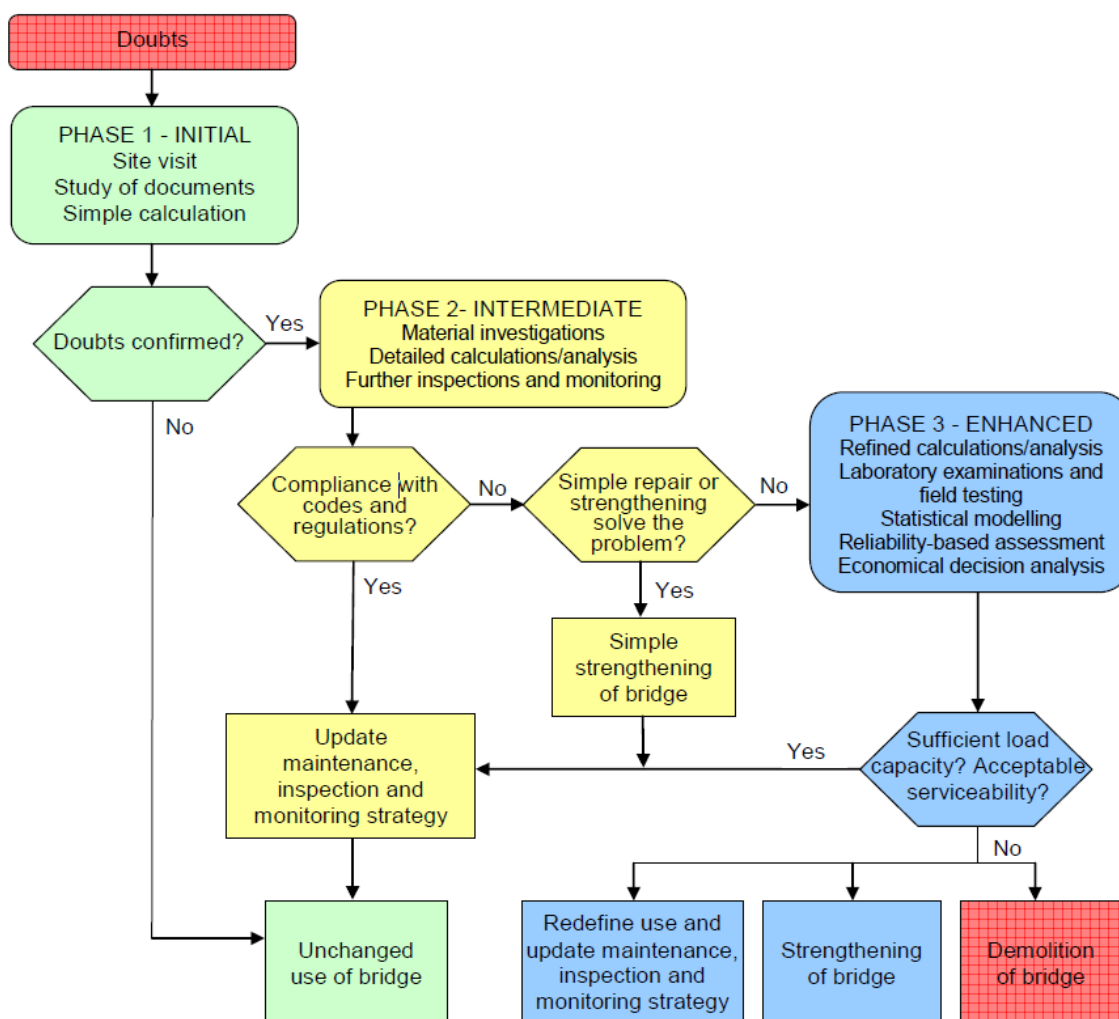 Doubts
PHASE 1 - INITIAL
Site visit
Study of documents
Simple calculation
Doubts confirmed?
Yes
No
PHASE 2- INTERMEDIATE
Material investigations
Detailed calculations/analysis
Further inspections and monitoring
Compliance with
codes and
regulations?
No
Yes
Simple repair or
strengthening
solve the
problem?
No
Yes
PHASE 3 - ENHANCED
Refined calculations/analysis
Laboratory examinations and
field testing
Statistical modelling
Reliability-based assessment
Economical decision analysis
Simple
strengthening
of bridge
Update
maintenance,
inspection and
monitoring strategy
Yes
Sufficient load
capacity? Acceptable
serviceability?
No
Unchanged
use of bridge
Redefine use and
update maintenance,
inspection and
monitoring strategy
Strengthening
of bridge
Demolition
of bridge